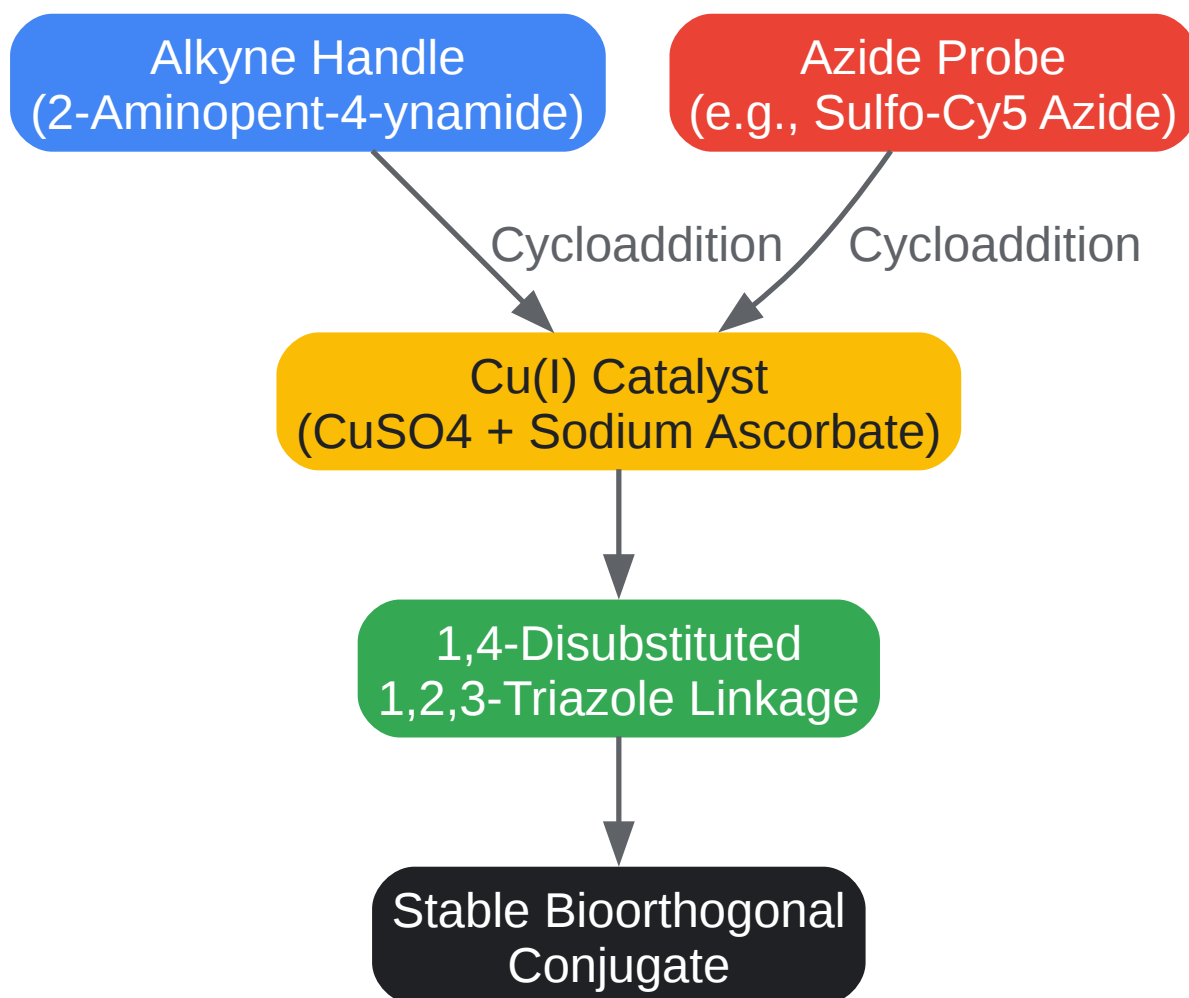 Alkyne Handle
(2-Aminopent-4-ynamide)
Azide Probe
(e.g., Sulfo-Cy5 Azide)
Cycloaddition
Cycloaddition
Cu(I) Catalyst
(CuSO4 + Sodium Ascorbate)
1,4-Disubstituted
1,2,3-Triazole Linkage
Stable Bioorthogonal
Conjugate